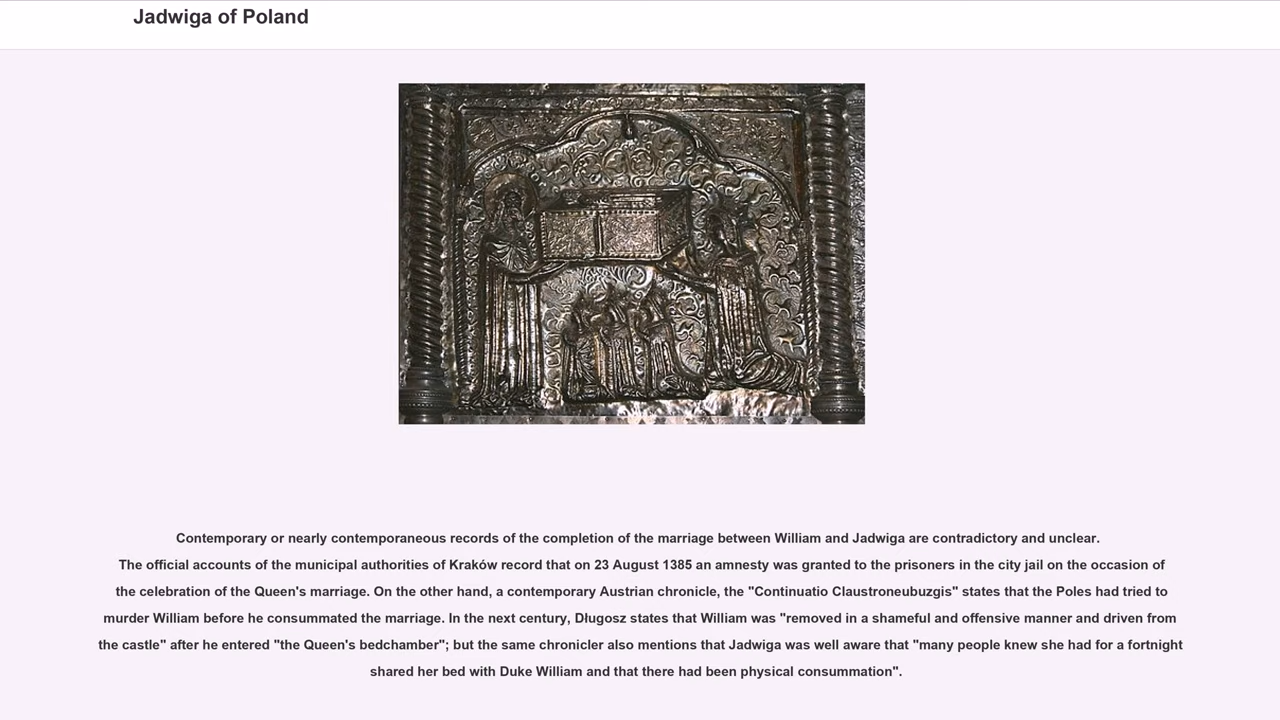 Jadwiga of Poland
Contemporary or nearly contemporaneous records of the completion of the marriage between William and Jadwiga are contradictory and unclear.
The official accounts of the municipal authorities of Kraków record that on 23 August 1385 an amnesty was granted to the prisoners in the city jail on the occasion of
the celebration of the Queen's marriage. On the other hand, a contemporary Austrian chronicle, the "Continuatio Claustroneubuzgis" states that the Poles had tried to
murder William before he consummated the marriage. In the next century, Długosz states that William was "removed in a shameful and offensive manner and driven from
the castle" after he entered "the Queen's bedchamber"; but the same chronicler also mentions that Jadwiga was well aware that "many people knew she had for a fortnight
shared her bed with Duke William and that there had been physical consummation".